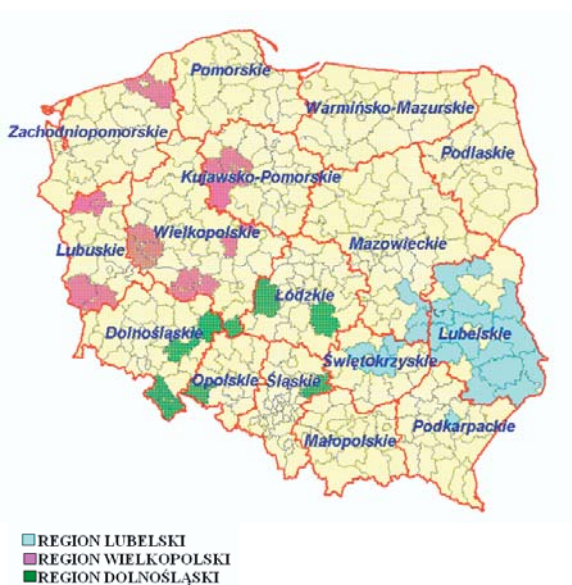 Pomorskie
Warmińsko-Mazurskie
Zachodniopomorskie
Podlaskie
Kujawsko-Pomorskie
Wielkopolskie
Mazowieckie
Lubuskie
Łódzkie
Dolnośląskie
Lubelskie
Świętokrzyskie
Opolskie
Śląskie
Podkarpackie
Małopolskie
REGION LUBELSKI
REGION WIELKOPOLSKI
REGION DOLNOŚLĄSKI